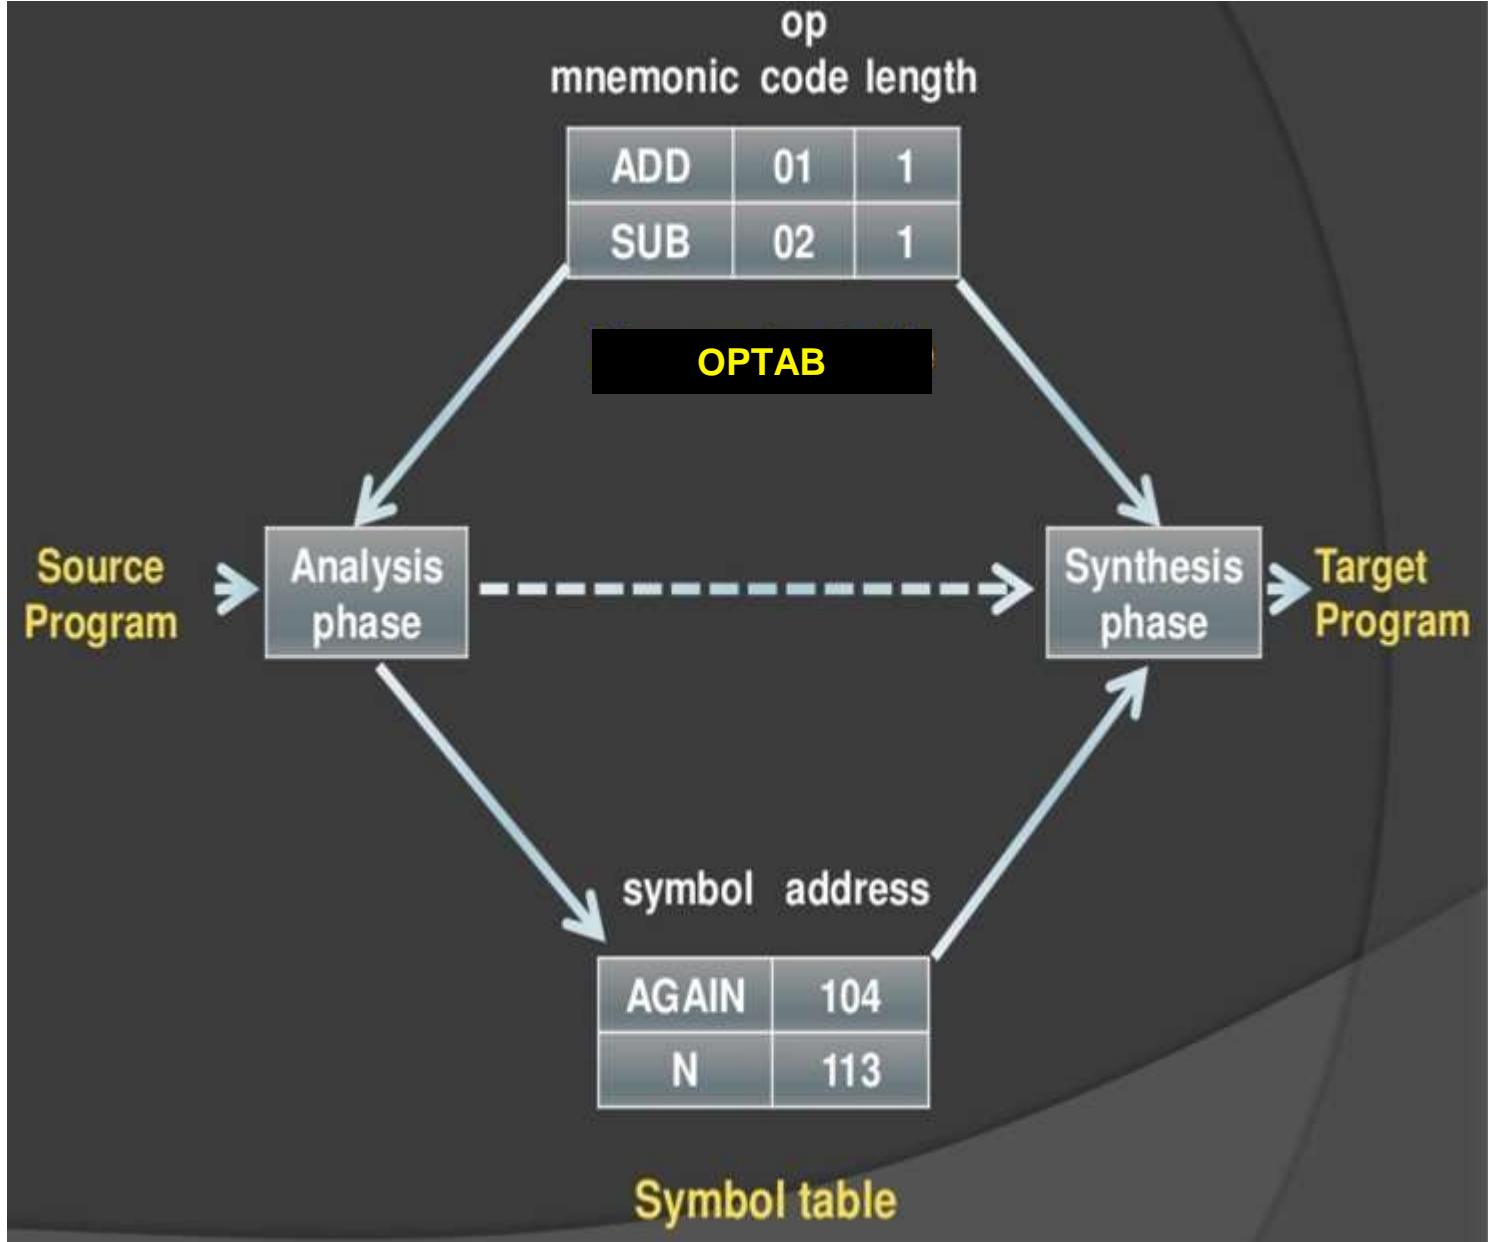 op
mnemonic code length
ADD 01 1
SUB 02 1
OPTAB
Source
Program
Analysis
phase
Synthesis
phase
Target
Program
symbol address
AGAIN 104
N 113
Symbol table